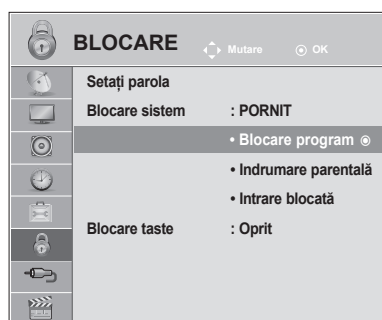 BLOCARE Mutare OK
Setați parola
Blocare sistem : PORNIT
• Blocare program
• Indrumare parentală
• Intrare blocată
Blocare taste : Oprit